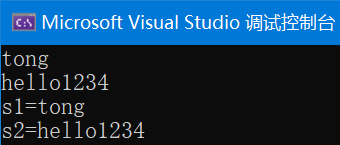 Microsoft Visual Studio 调试控制台
tong
hello1234
s1=tong
s2=hello1234